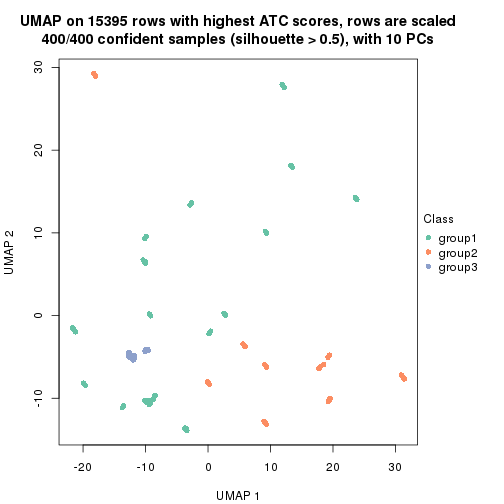 UMAP on 15395 rows with highest ATC scores, rows are scaled
400/400 confident samples (silhouette > 0.5), with 10 PCs
30
20
10
0
-10
UMAP 2
-20
-10
0
10
20
30
UMAP 1
Class
group1
group2
group3